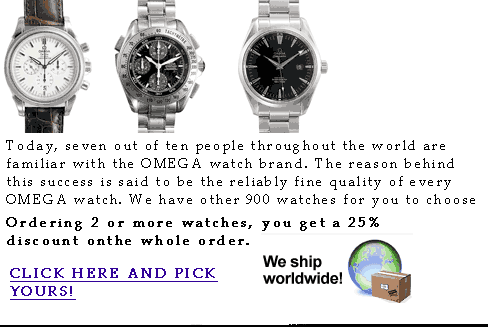 Today, seven out of ten people throughout the world are
familiar with the OMEGA watch brand. The reason behind
this success is said to be the reliably fine quality of every
OMEGA watch. We have other 900 watches for you to choose
Ordering 2 or more watches, you get a 25%
discount onthe whole order.
CLICK HERE AND PICK
YOURS!
We ship
worldwide!